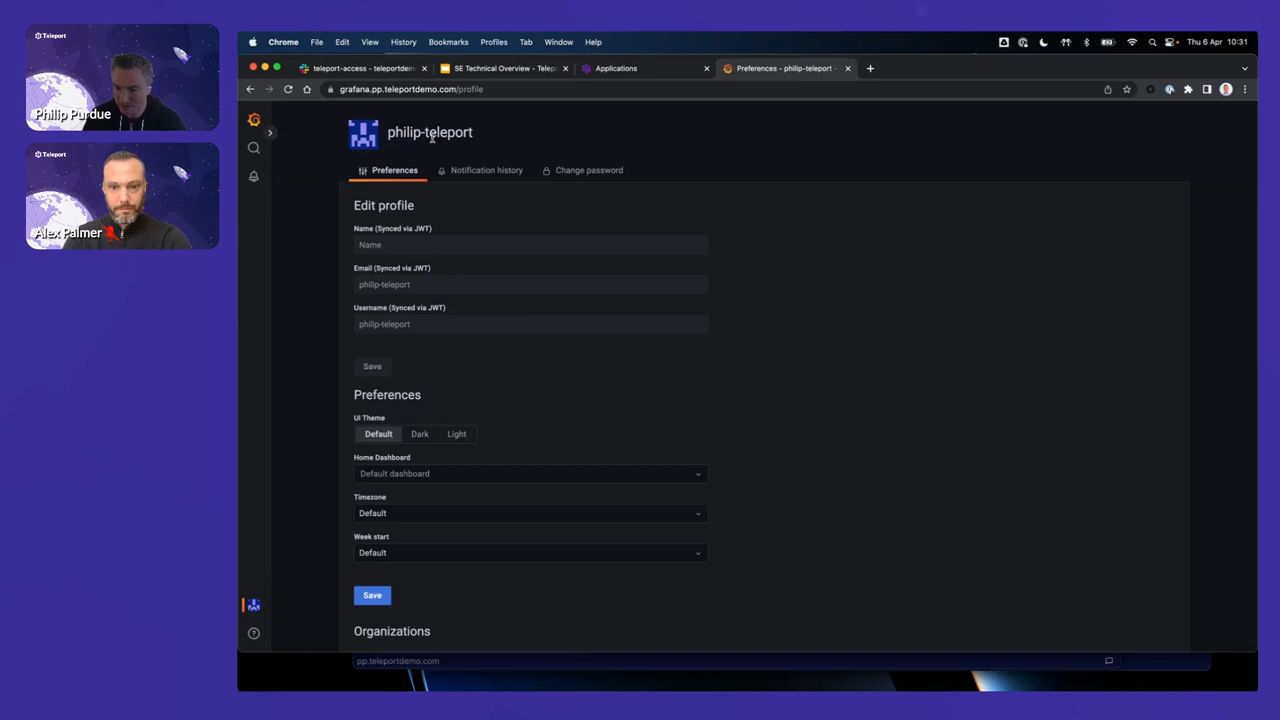 Teleport
Philip Purdue
Teleport
Alex Palmer
Chrome File Edit View History Bookmarks Profiles Tab Window Help
Thu 6 Apr 10:31
teleport-access - teleportdem
SE Technical Overview - Telep
Applications
Preferences - philip-teleport -
grafana.pp.teleportdemo.com/profile
philip-teleport
Preferences
Notification history
Change password
Edit profile
Name (Synced via JWT)
Name
Email (Synced via JWT)
philip-teleport
Username (Synced via JWT)
philip-teleport
Save
Preferences
UI Theme
Default Dark Light
Home Dashboard
Default dashboard
Timezone
Default
Week start
Default
Save
Organizations
pp.teleportdemo.com